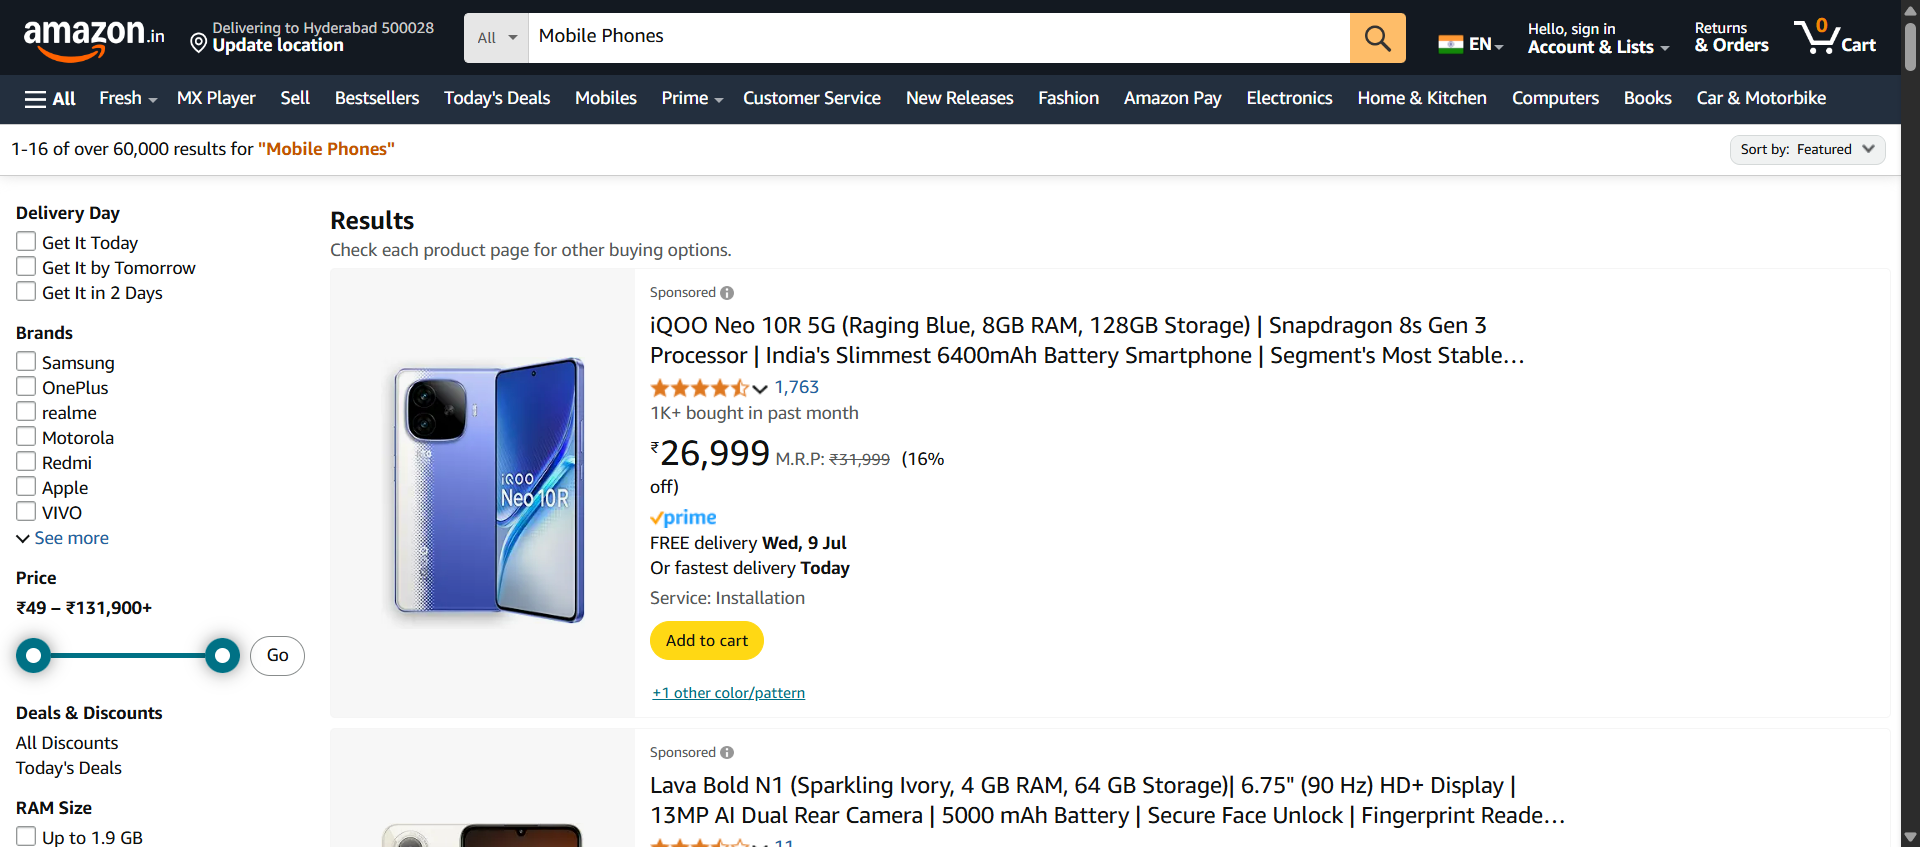 amazon.in
Delivering to Hyderabad 500028
Update location
All
Mobile Phones
EN
Hello, sign in
Account & Lists
Returns
& Orders
0
Cart
All
Fresh
MX Player
Sell
Bestsellers
Today's Deals
Mobiles
Prime
Customer Service
New Releases
Fashion
Amazon Pay
Electronics
Home & Kitchen
Computers
Books
Car & Motorbike
1-16 of over 60,000 results for "Mobile Phones"
Sort by: Featured
Delivery Day
Get It Today
Get It by Tomorrow
Get It in 2 Days
Brands
Samsung
OnePlus
realme
Motorola
Redmi
Apple
VIVO
See more
Price
₹49 – ₹131,900+
Go
Deals & Discounts
All Discounts
Today's Deals
RAM Size
Up to 1.9 GB
Results
Check each product page for other buying options.
iQOO
Neo 10R
Sponsored
iQOO Neo 10R 5G (Raging Blue, 8GB RAM, 128GB Storage) | Snapdragon 8s Gen 3
Processor | India's Slimmest 6400mAh Battery Smartphone | Segment's Most Stable...
1,763
1K+ bought in past month
₹26,999 M.R.P: ₹31,999 (16%
off)
prime
FREE delivery Wed, 9 Jul
Or fastest delivery Today
Service: Installation
Add to cart
+1 other color/pattern
Sponsored
Lava Bold N1 (Sparkling Ivory, 4 GB RAM, 64 GB Storage)| 6.75" (90 Hz) HD+ Display |
13MP AI Dual Rear Camera | 5000 mAh Battery | Secure Face Unlock | Fingerprint Reade...
11